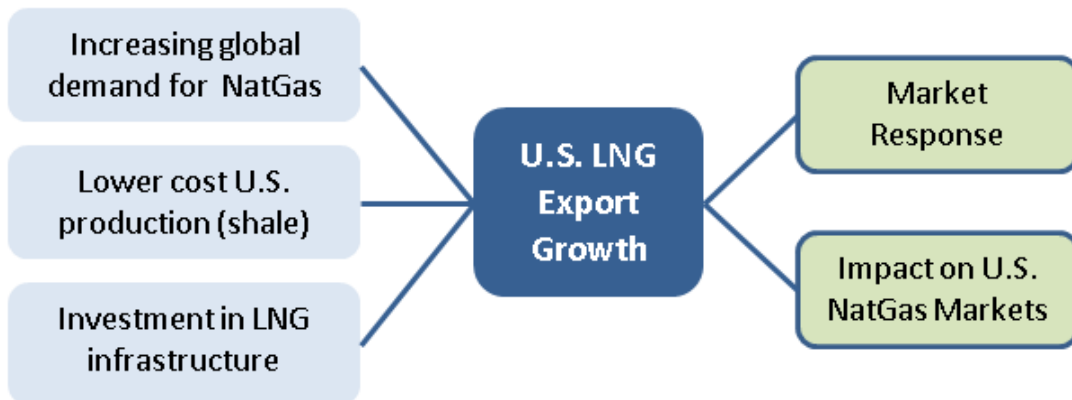 Increasing global
demand for NatGas
Lower cost U.S.
production (shale)
Investment in LNG
infrastructure
U.S. LNG
Export
Growth
Market
Response
Impact on U.S.
NatGas Markets